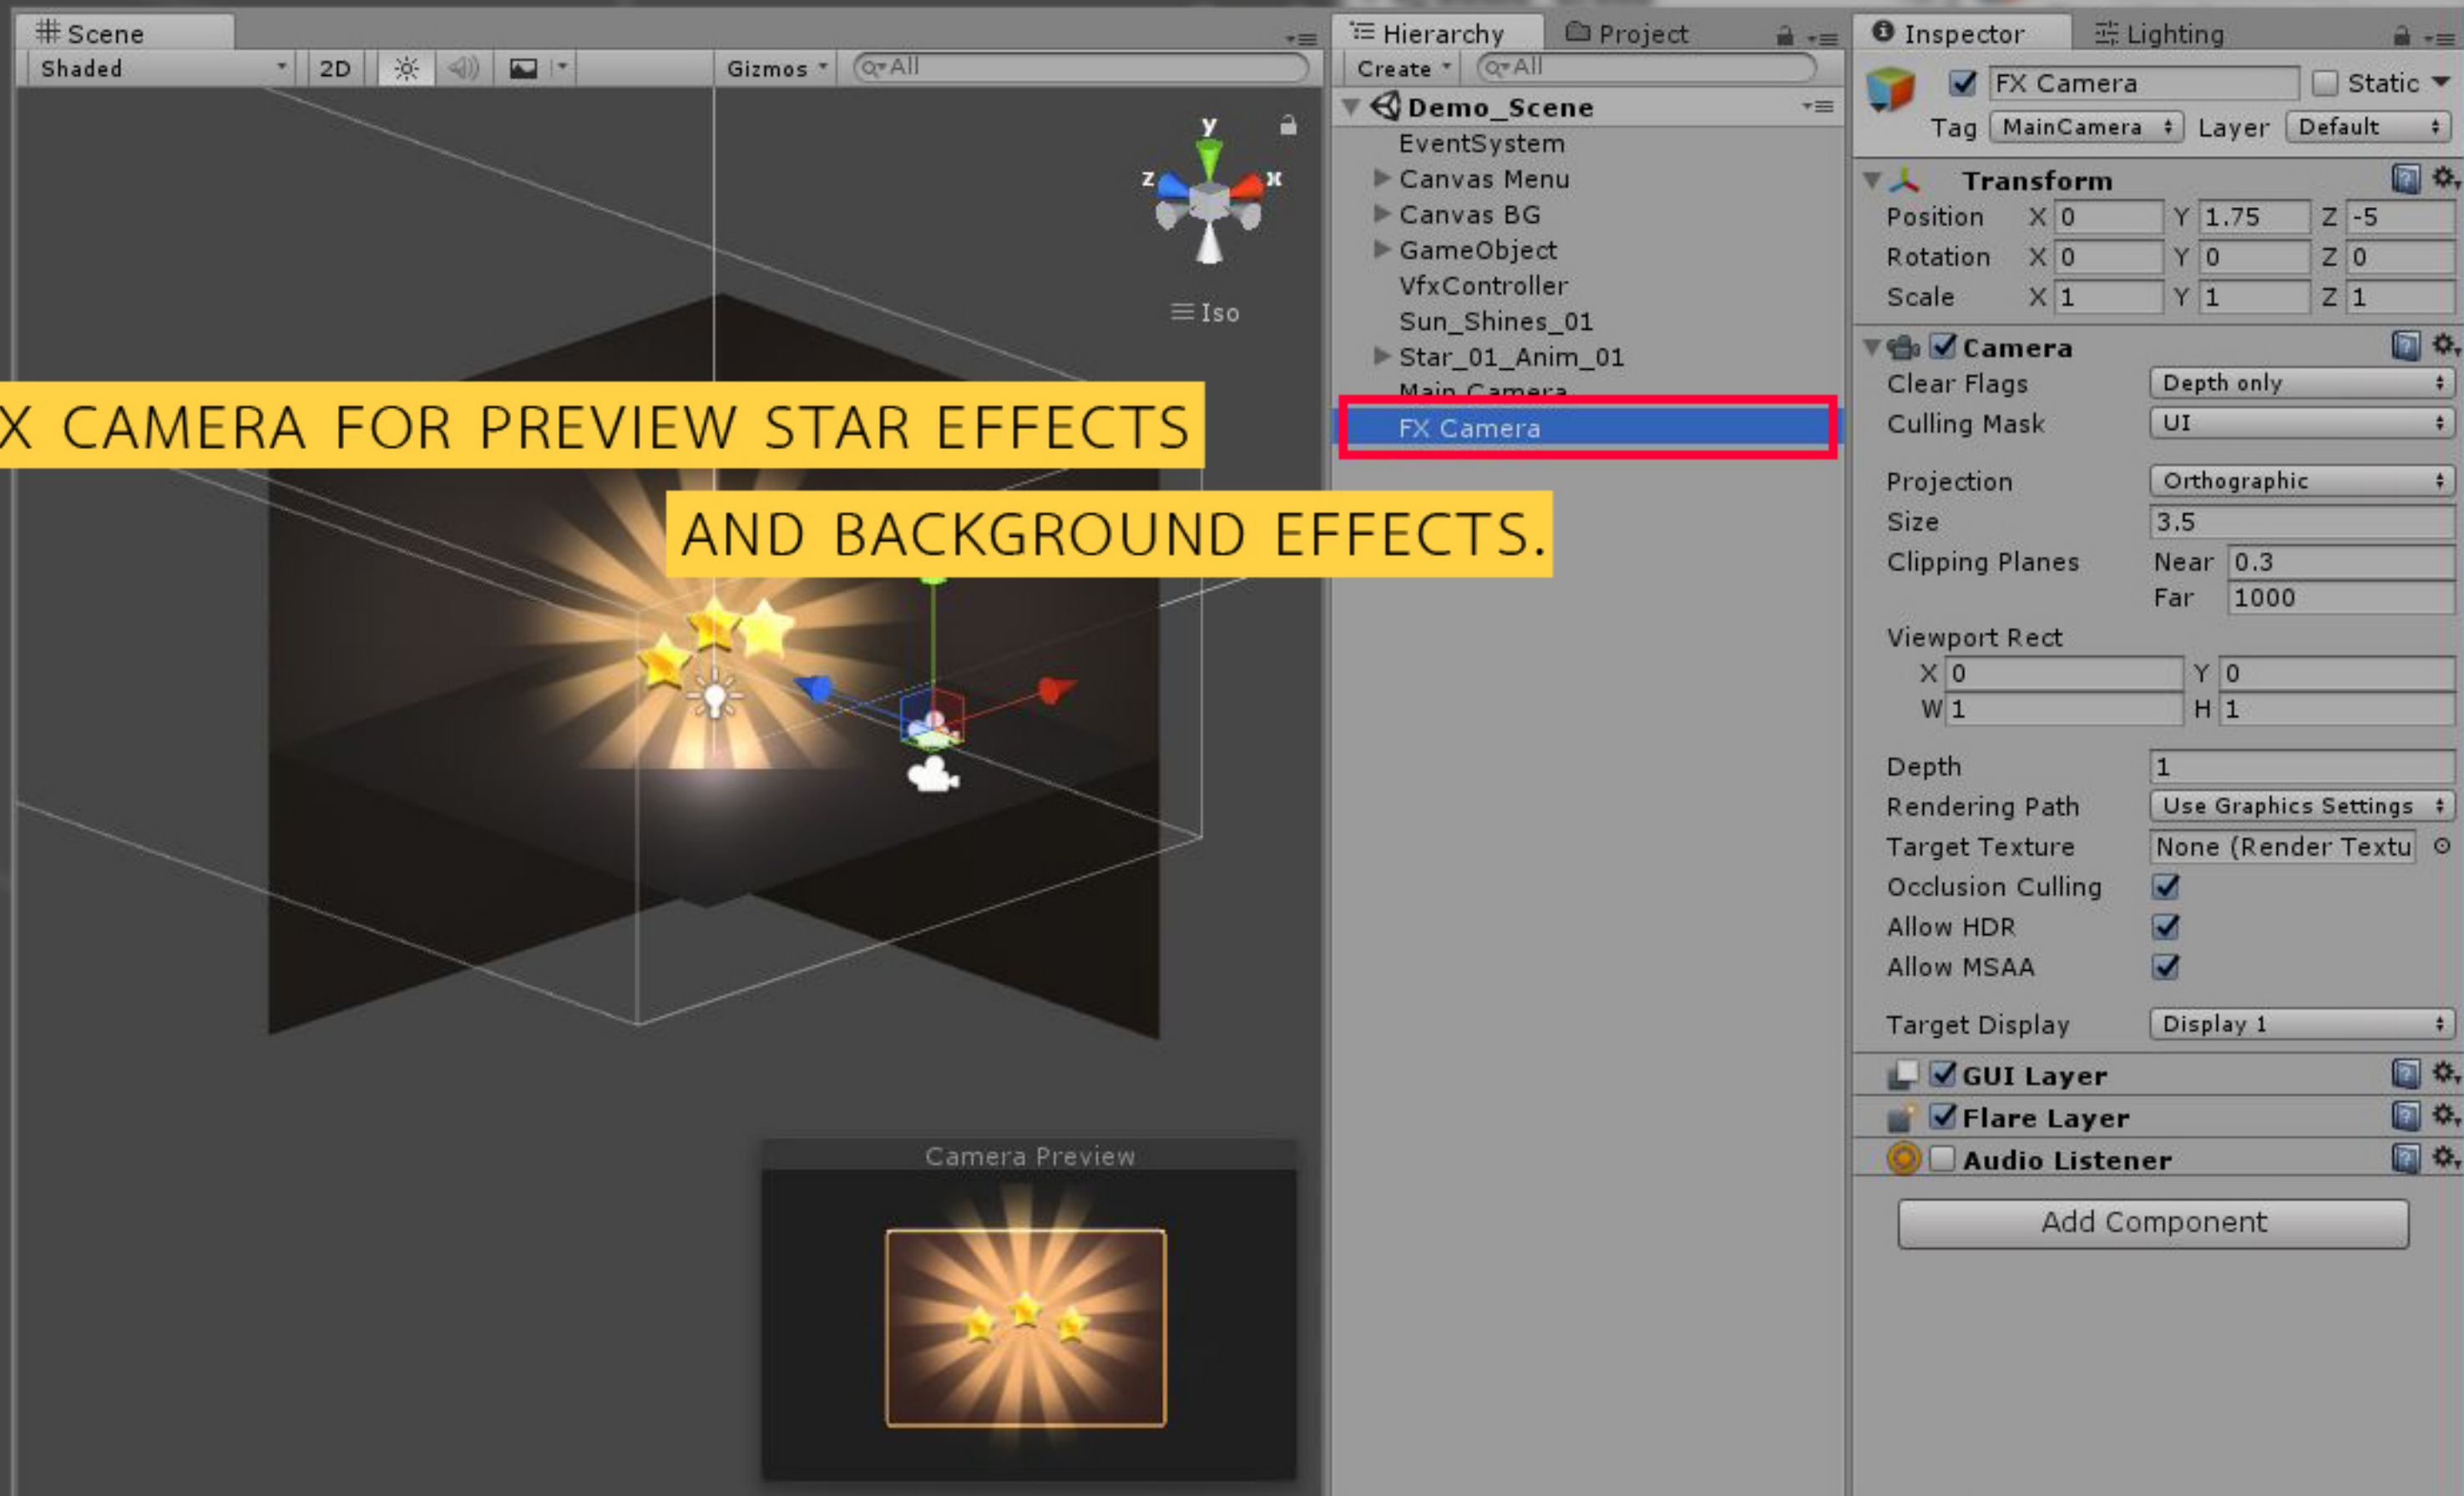 Scene
Shaded 2D Gizmos All
y
z x
Iso
X CAMERA FOR PREVIEW STAR EFFECTS
AND BACKGROUND EFFECTS.
Camera Preview
Hierarchy Project
Create All
Demo_Scene
EventSystem
Canvas Menu
Canvas BG
GameObject
VfxController
Sun_Shines_01
Star_01_Anim_01
Main Camera
FX Camera
Inspector Lighting
FX Camera Static
Tag MainCamera Layer Default
Transform
Position X 0 Y 1.75 Z -5
Rotation X 0 Y 0 Z 0
Scale X 1 Y 1 Z 1
Camera
Clear Flags Depth only
Culling Mask UI
Projection Orthographic
Size 3.5
Clipping Planes Near 0.3
Far 1000
Viewport Rect
X 0 Y 0
W 1 H 1
Depth 1
Rendering Path Use Graphics Settings
Target Texture None (Render Textu
Occlusion Culling
Allow HDR
Allow MSAA
Target Display Display 1
GUI Layer
Flare Layer
Audio Listener
Add Component